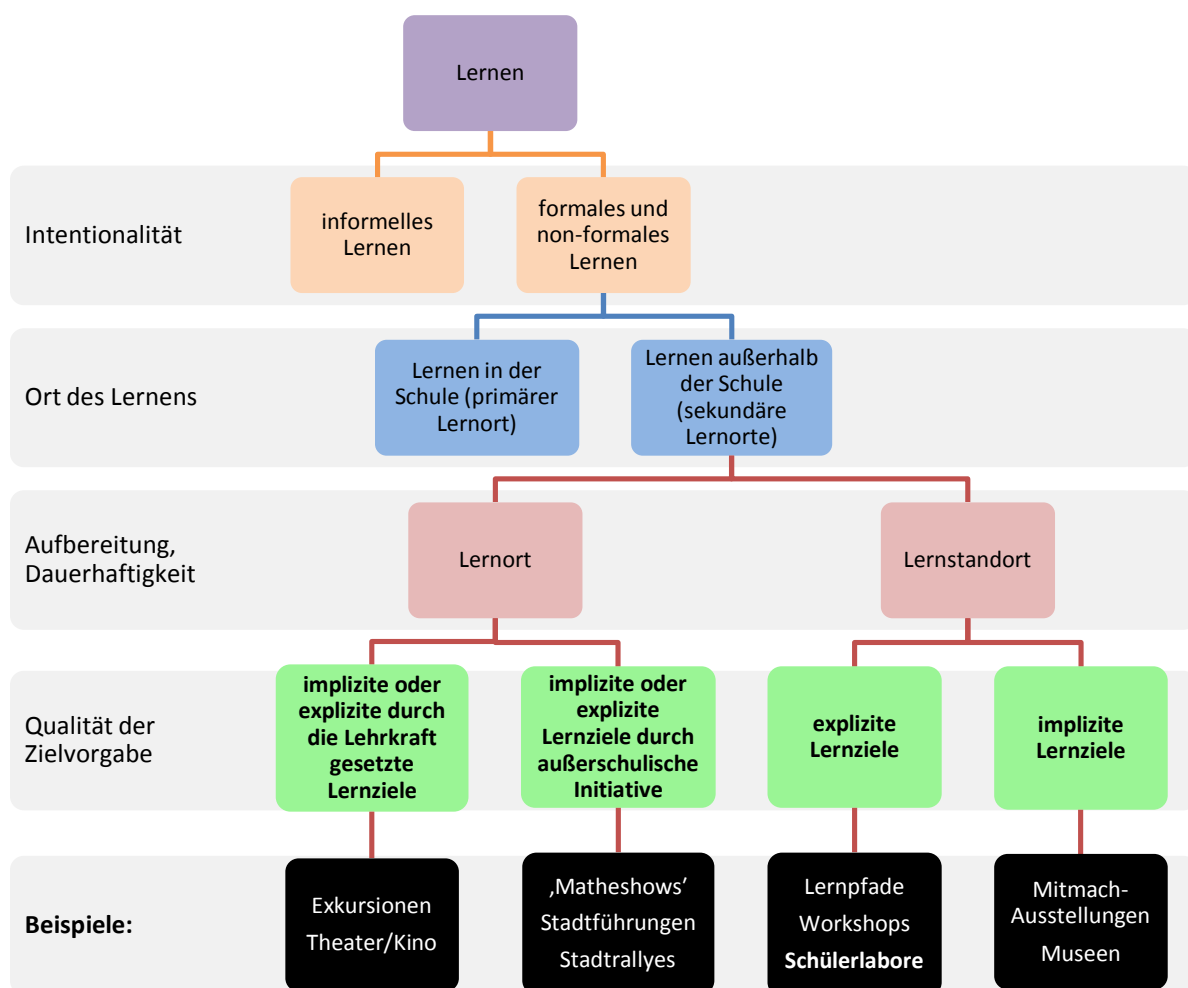 Lernen
Intentionalität
informelles
Lernen
formales und
non-formales
Lernen
Ort des Lernens
Lernen in der
Schule (primärer
Lernort)
Lernen außerhalb
der Schule
(sekundäre
Lernorte)
Aufbereitung,
Dauerhaftigkeit
Lernort
Lernstandort
Qualität der
Zielvorgabe
implizite oder
explizite durch
die Lehrkraft
gesetzte
Lernziele
implizite oder
explizite
Lernziele durch
außerschulische
Initiative
explizite
Lernziele
implizite
Lernziele
Beispiele:
Exkursionen
Theater/Kino
‚Matheshows’
Stadtführungen
Stadtrallyes
Lernpfade
Workshops
Schülerlabore
Mitmach-
Ausstellungen
Museen